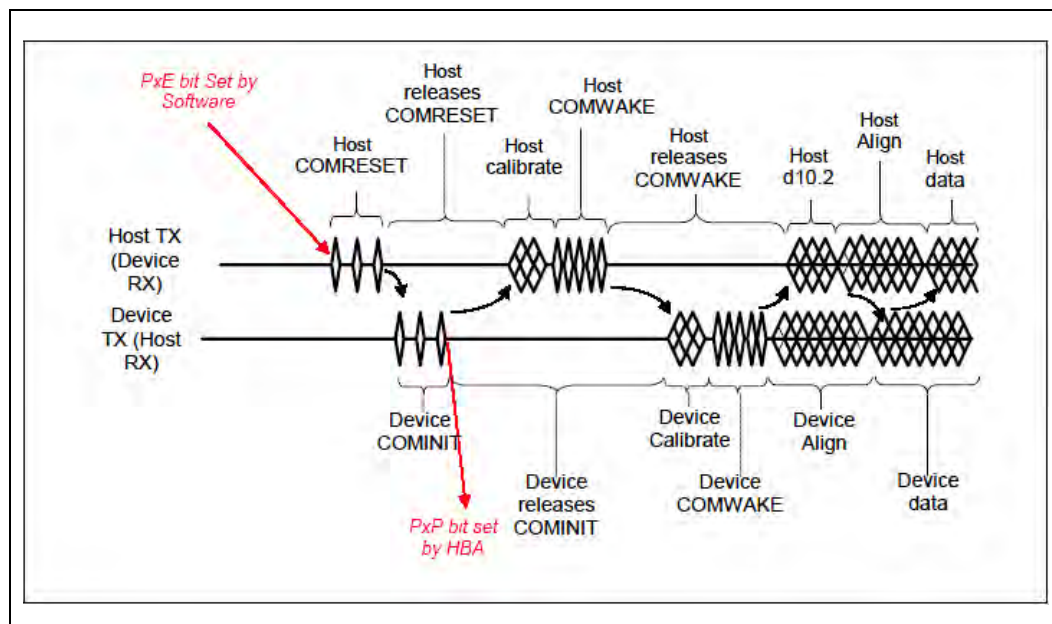 PxE bit Set by
Software
Host
COMRESET
Host
releases
COMRESET
Host
calibrate
Host
COMWAKE
Host
releases
COMWAKE
Host
d10.2
Host
Align
Host
data
Host TX
(Device
RX)
Device
TX (Host
RX)
Device
COMINIT
PxP bit set
by HBA
Device
releases
COMINIT
Device
Calibrate
Device
COMWAKE
Device
Align
Device
data